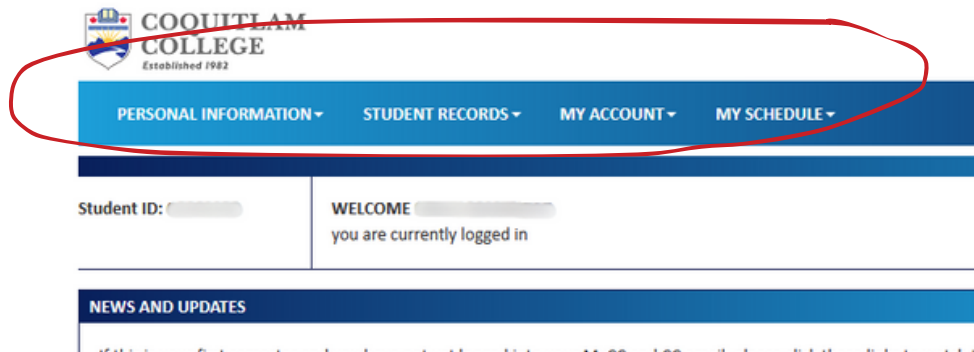 COQUITLAM
COLLEGE
Established 1982
PERSONAL INFORMATION STUDENT RECORDS MY ACCOUNT MY SCHEDULE
Student ID: WELCOME
you are currently logged in
NEWS AND UPDATES